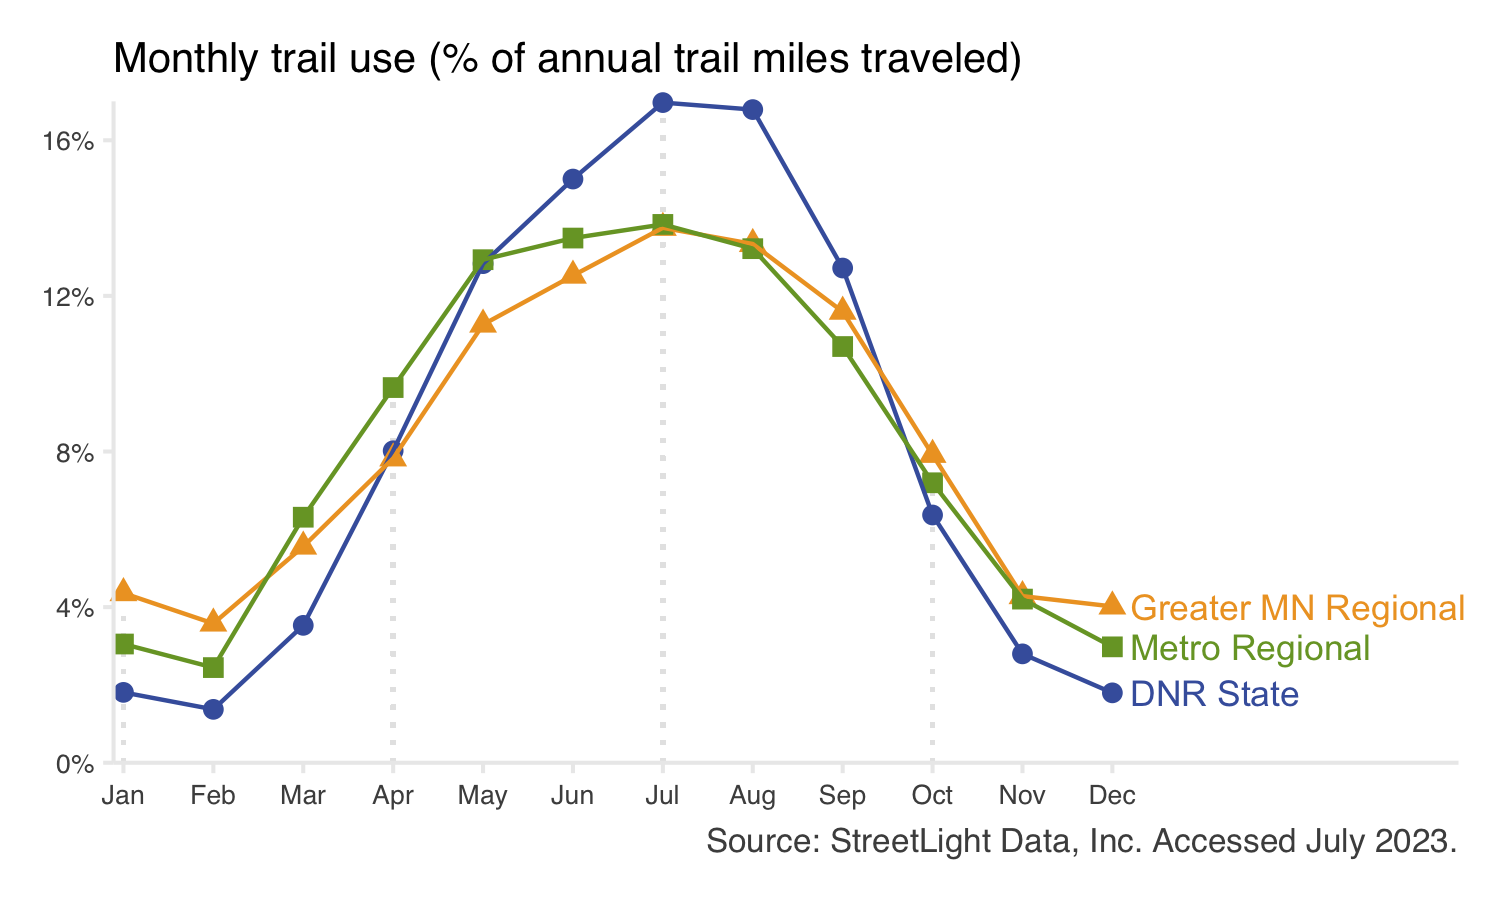 Monthly trail use (% of annual trail miles traveled)
16%
12%
8%
4%
0%
Greater MN Regional
Metro Regional
DNR State
Jan Feb Mar Apr May Jun Jul Aug Sep Oct Nov Dec
Source: StreetLight Data, Inc. Accessed July 2023.